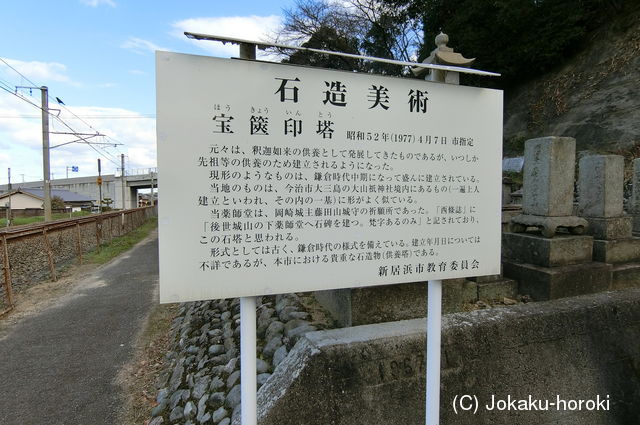 石造美術
ほう きょう いん とう
宝篋印塔 昭和52年(1977)4月7日 市指定
元々は、釈迦如来の供養として発展してきたものであるが、いつしか
先祖等の供養のため建立されるようになった。
現形のようなものは、鎌倉時代中期になって盛んに建立されている。
当地のものは、今治市大三島の大山祇神社境内にあるもの(一遍上人
建立といわれ、その内の一基)に形がよく似ている。
当薬師堂は、岡崎城主藤田山城守の祈願所であった。「西條誌」に
「後世城山の下薬師堂へ石碑を建つ。梵字あるのみ」と記されており、
この石塔と思われる。
形式としては古く、鎌倉時代の様式を備えている。建立年月日については
不詳であるが、本市における貴重な石造物(供養塔)である。
新居浜市教育委員会
(C) Jokaku-horoki